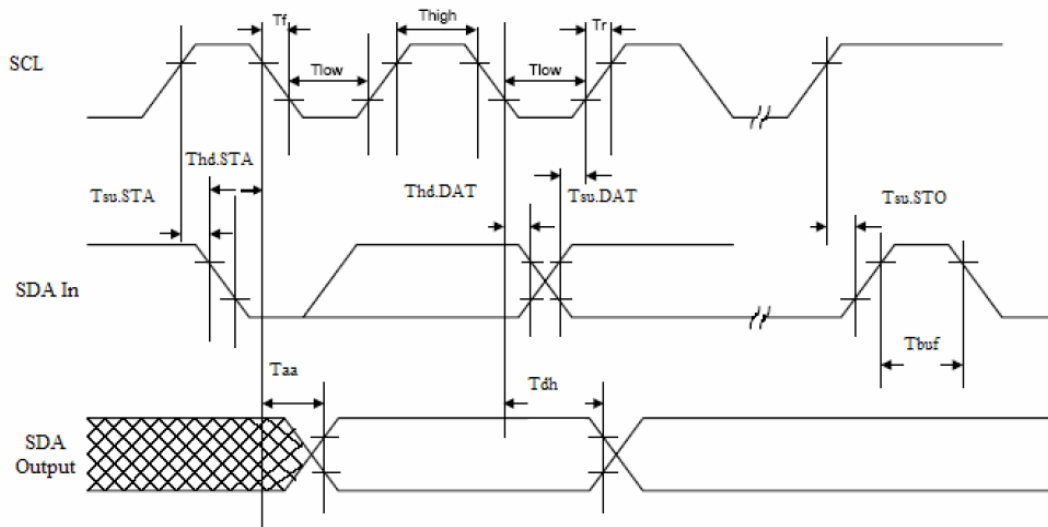 Tf
Thigh
Tr
SCL
Tlow
Tlow
Thd.STA
Tsu.STA
Thd.DAT
Tsu.DAT
Tsu.STO
SDA In
Tbuf
Taa
Tdh
SDA
Output